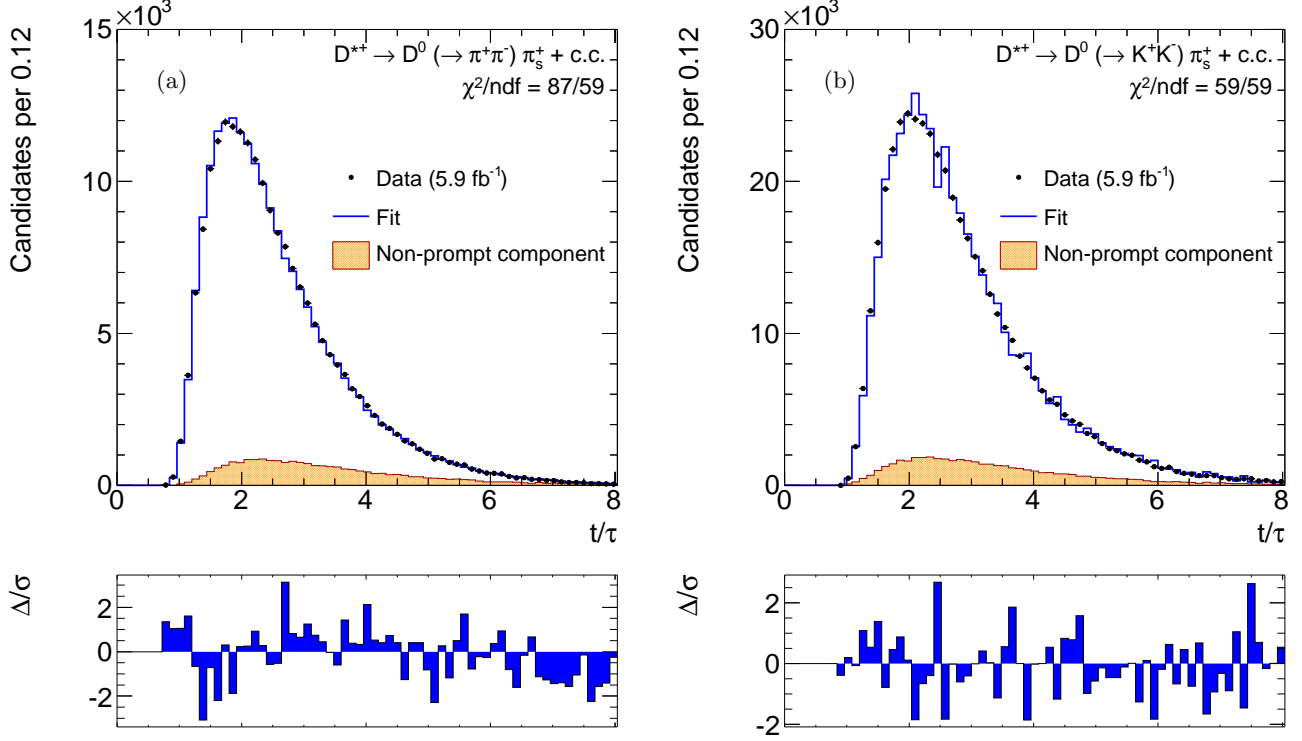 ×10³
15
10
5
0
Candidates per 0.12
D*⁺ → D⁰ (→ π⁺π⁻) πₛ⁺ + c.c.
(a)
χ²/ndf = 87/59
Data (5.9 fb⁻¹)
Fit
Non-prompt component
0 2 4 6 8
t/τ
Δ/σ
2
0
-2
×10³
30
20
10
0
Candidates per 0.12
D*⁺ → D⁰ (→ K⁺K⁻) πₛ⁺ + c.c.
(b)
χ²/ndf = 59/59
Data (5.9 fb⁻¹)
Fit
Non-prompt component
0 2 4 6 8
t/τ
Δ/σ
2
0
-2